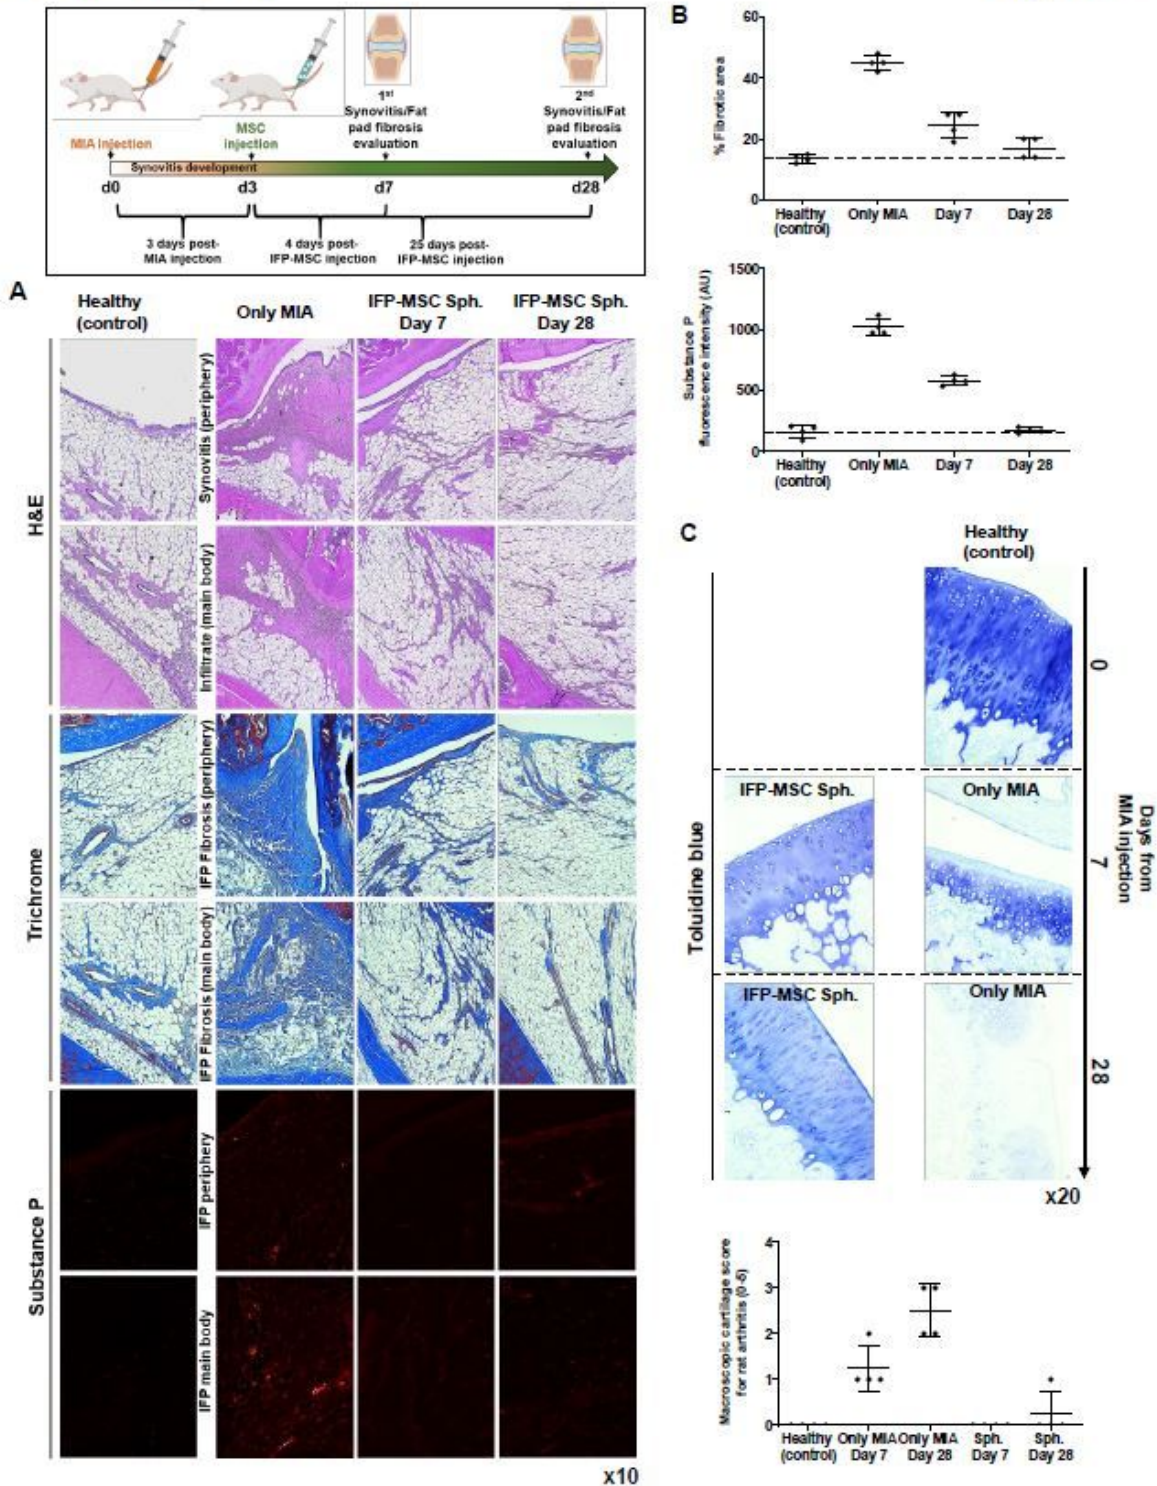 MIA injection
MSC
injection
1st
Synovitis/Fat
pad fibrosis
evaluation
2nd
Synovitis/Fat
pad fibrosis
evaluation
Synovitis development
d0
d3
d7
d28
3 days post-
MIA injection
4 days post-
IFP-MSC injection
25 days post-
IFP-MSC injection
A
Healthy
(control)
Only MIA
IFP-MSC Sph.
Day 7
IFP-MSC Sph.
Day 28
H&E
Synovitis (periphery)
Infiltrate (main body)
Trichrome
IFP Fibrosis (periphery)
IFP Fibrosis (main body)
Substance P
IFP periphery
IFP main body
x10
B
% Fibrotic area
60
40
20
0
Healthy
(control)
Only MIA
Day 7
Day 28
Substance P
fluorescence intensity (AU)
1500
1000
500
0
Healthy
(control)
Only MIA
Day 7
Day 28
C
Healthy
(control)
Toluidine blue
IFP-MSC Sph.
Only MIA
IFP-MSC Sph.
Only MIA
0
7
28
Days from
MIA injection
x20
Macroscopic cartilage score
for rat arthritis
4
3
2
1
0
Healthy
(control)
Only MIA
Day 7
Only MIA
Day 28
Sph.
Day 7
Sph.
Day 28